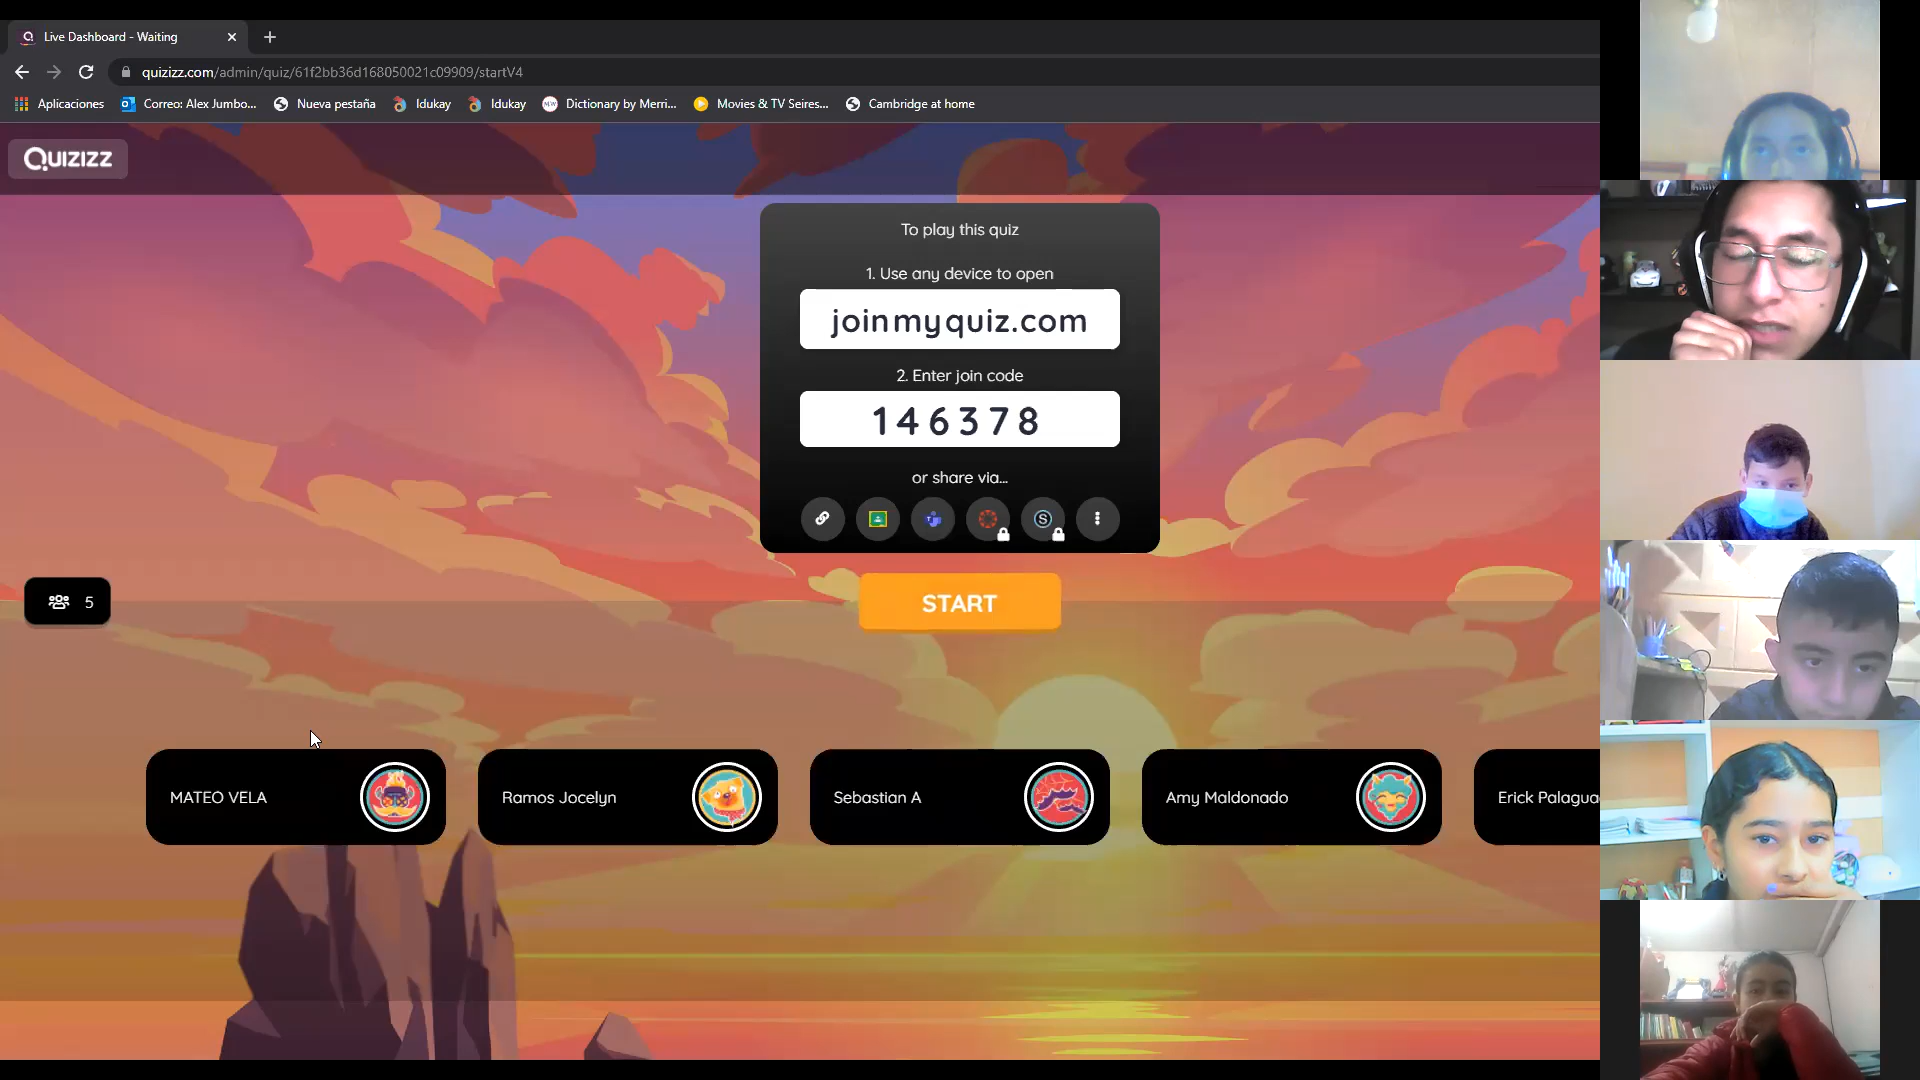 Live Dashboard - Waiting
quizizz.com/admin/quiz/61f2bb36d168050021c09909/startV4
Aplicaciones
Correo: Alex Jumbo...
Nueva pestaña
Idukay
Idukay
Dictionary by Merri...
Movies & TV Seires...
Cambridge at home
QUIZIZZ
To play this quiz
1. Use any device to open
joinmyquiz.com
2. Enter join code
146378
or share via...
5
START
MATEO VELA
Ramos Jocelyn
Sebastian A
Amy Maldonado
Erick Palagua